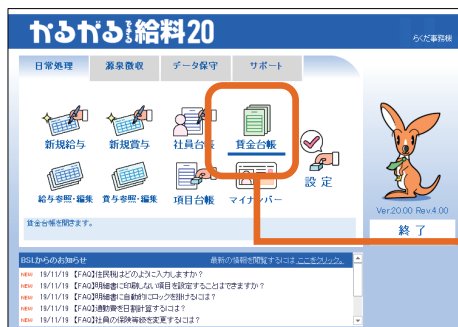 かるがるできる給料20
らくだ事務機
日常処理 源泉徴収 データ保守 サポート
新規給与 新規賞与 社員台帳 賃金台帳
設定
給与参照・編集 賞与参照・編集 項目台帳 マイナンバー
Ver.20.00 Rev.4.00
終了
賃金台帳を開きます。
BSLからのお知らせ 最新の情報を閲覧するには ここをクリック。
NEW 19/11/19 【FAQ】住民税はどのように入力しますか？
NEW 19/11/19 【FAQ】明細書に印刷しない項目を設定することはできますか？
NEW 19/11/19 【FAQ】明細書に自動的にロックを掛けるには？
NEW 19/11/19 【FAQ】通勤費を日割計算するには？
NEW 19/11/19 【FAQ】社員の保険等級を変更するには？